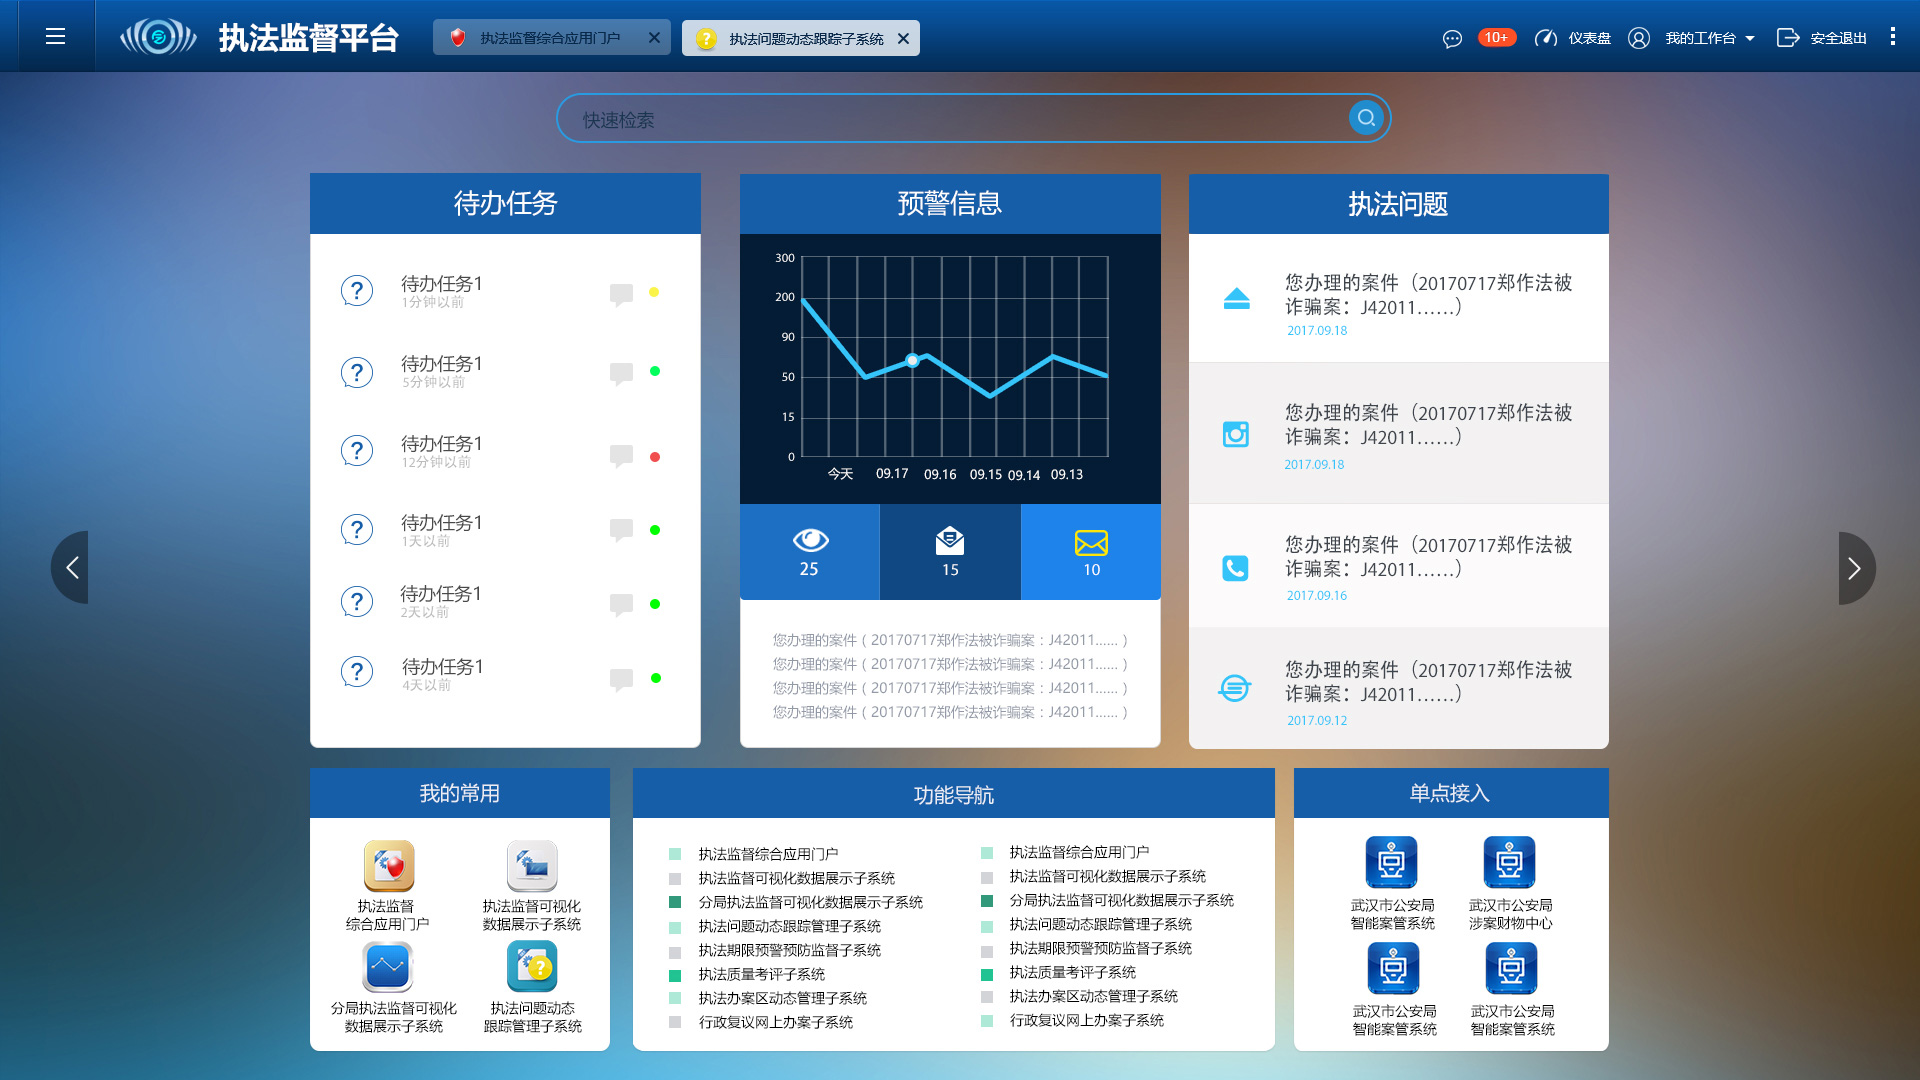 执法监督平台
执法监督综合应用门户
执法问题动态跟踪子系统
10+
仪表盘
我的工作台
安全退出
快速检索
待办任务
待办任务1
1分钟以前
待办任务1
5分钟以前
待办任务1
12分钟以前
待办任务1
1天以前
待办任务1
2天以前
待办任务1
4天以前
预警信息
300
200
90
50
15
0
今天 09.17 09.16 09.15 09.14 09.13
25
15
10
您办理的案件（20170717郑作法被诈骗案：J42011......）
您办理的案件（20170717郑作法被诈骗案：J42011......）
您办理的案件（20170717郑作法被诈骗案：J42011......）
您办理的案件（20170717郑作法被诈骗案：J42011......）
执法问题
您办理的案件（20170717郑作法被
诈骗案：J42011......）
2017.09.18
您办理的案件（20170717郑作法被
诈骗案：J42011......）
2017.09.18
您办理的案件（20170717郑作法被
诈骗案：J42011......）
2017.09.16
您办理的案件（20170717郑作法被
诈骗案：J42011......）
2017.09.12
我的常用
执法监督
综合应用门户
执法监督可视化
数据展示子系统
分局执法监督可视化
数据展示子系统
执法问题动态
跟踪管理子系统
功能导航
执法监督综合应用门户
执法监督可视化数据展示子系统
分局执法监督可视化数据展示子系统
执法问题动态跟踪管理子系统
执法期限预警预防监督子系统
执法质量考评子系统
执法办案区动态管理子系统
行政复议网上办案子系统
执法监督综合应用门户
执法监督可视化数据展示子系统
分局执法监督可视化数据展示子系统
执法问题动态跟踪管理子系统
执法期限预警预防监督子系统
执法质量考评子系统
执法办案区动态管理子系统
行政复议网上办案子系统
单点接入
武汉市公安局
智能案管系统
武汉市公安局
涉案财物中心
武汉市公安局
智能案管系统
武汉市公安局
智能案管系统